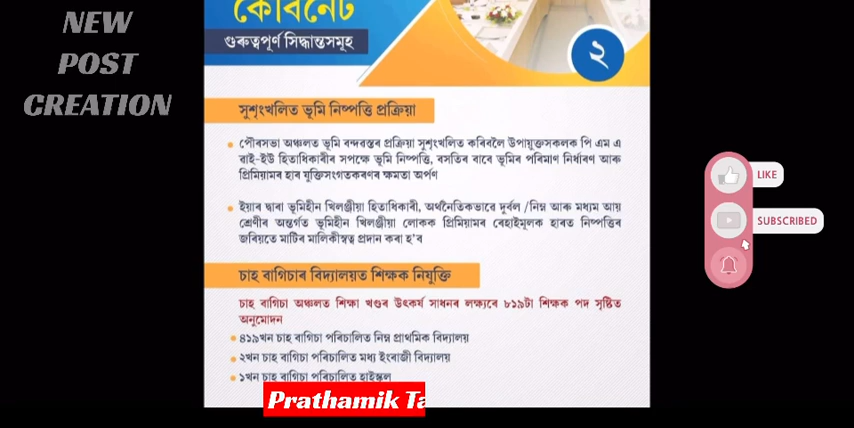 NEW
POST
CREATION
কেবিনেট
গুৰুত্বপূৰ্ণ সিদ্ধান্তসমূহ
২
সুশৃংখলিত ভূমি নিষ্পত্তি প্ৰক্ৰিয়া
পৌৰসভা অঞ্চলত ভূমি বন্দৱস্তৰ প্ৰক্ৰিয়া সুশৃংখলিত কৰিবলৈ উপায়ুক্তসকলক পি এম এ
ৱাই-ইউ হিতাধিকাৰীৰ সপক্ষে ভূমি নিষ্পত্তি, বসতিৰ বাবে ভূমিৰ পৰিমাণ নিৰ্ধাৰণ আৰু
প্ৰিমিয়ামৰ হাৰ যুক্তিসংগতকৰণৰ ক্ষমতা অৰ্পণ
ইয়াৰ দ্বাৰা ভূমিহীন খিলঞ্জীয়া হিতাধিকাৰী, অৰ্থনৈতিকভাৱে দুৰ্বল /নিম্ন আৰু মধ্যম আয়
শ্ৰেণীৰ অন্তৰ্গত ভূমিহীন খিলঞ্জীয়া লোকক প্ৰিমিয়ামৰ ৰেহাইমূলক হাৰত নিষ্পত্তিৰ
জৰিয়তে মাটিৰ মালিকীস্বত্ব প্ৰদান কৰা হ'ব
চাহ বাগিচাৰ বিদ্যালয়ত শিক্ষক নিযুক্তি
চাহ বাগিচা অঞ্চলত শিক্ষা খণ্ডৰ উৎকৰ্ষ সাধনৰ লক্ষ্যৰে ৮১৯টা শিক্ষক পদ সৃষ্টিত
অনুমোদন
৪১৯খন চাহ বাগিচা পৰিচালিত নিম্ন প্ৰাথমিক বিদ্যালয়
২খন চাহ বাগিচা পৰিচালিত মধ্য ইংৰাজী বিদ্যালয়
১খন চাহ বাগিচা পৰিচালিত হাইস্কুল
Prathamik Ta
LIKE
SUBSCRIBED